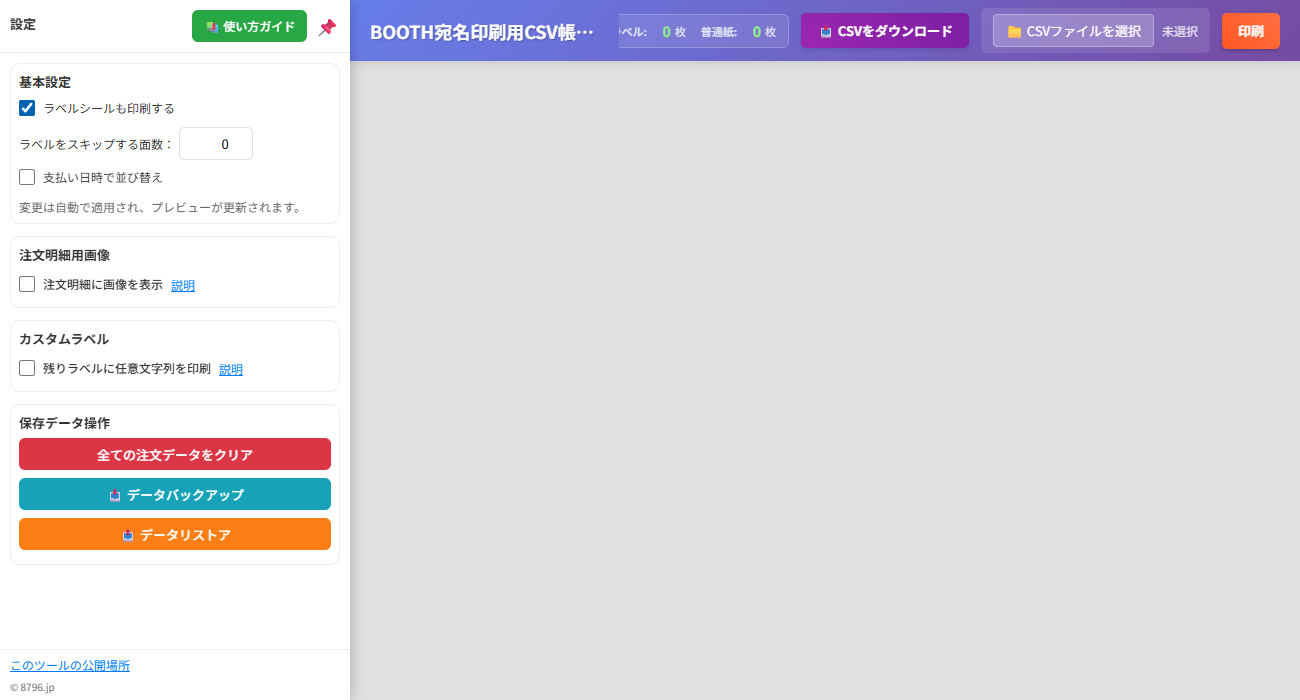 設定
使い方ガイド
基本設定
ラベルシールも印刷する
ラベルをスキップする面数：
0
支払い日時で並び替え
変更は自動で適用され、プレビューが更新されます。
注文明細用画像
注文明細に画像を表示 説明
カスタムラベル
残りラベルに任意文字列を印刷 説明
保存データ操作
全ての注文データをクリア
データバックアップ
データリストア
このツールの公開場所
© 8796.jp
BOOTH宛名印刷用CSV帳…
ベル: 0 枚 普通紙: 0 枚
CSVをダウンロード
CSVファイルを選択 未選択
印刷